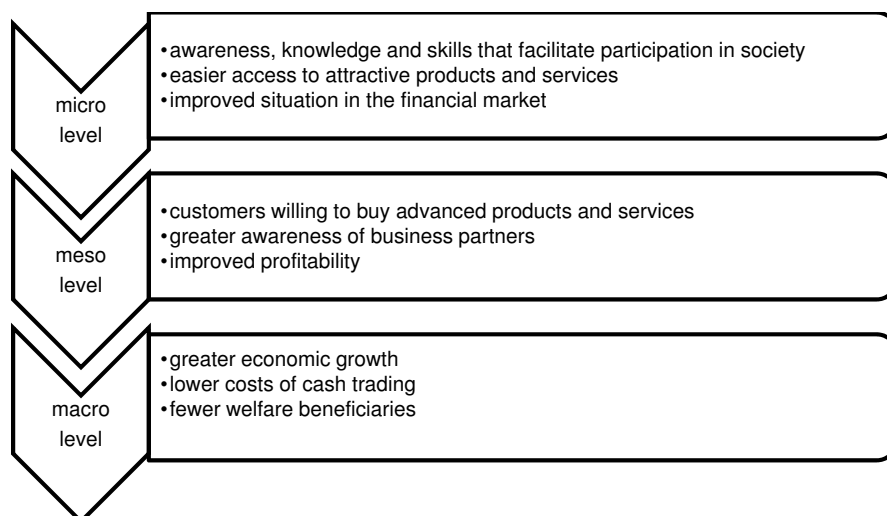 micro
level
•awareness, knowledge and skills that facilitate participation in society
•easier access to attractive products and services
•improved situation in the financial market
meso
level
•customers willing to buy advanced products and services
•greater awareness of business partners
•improved profitability
macro
level
•greater economic growth
•lower costs of cash trading
•fewer welfare beneficiaries